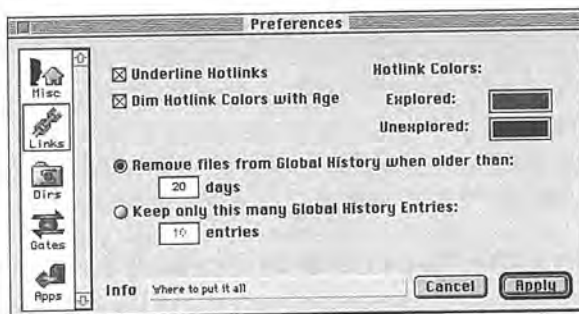 Preferences
Misc
Links
Dirs
Gates
Apps
Underline Hotlinks
Dim Hotlink Colors with Age
Hotlink Colors:
Explored:
Unexplored:
Remove files from Global History when older than:
20 days
Keep only this many Global History Entries:
10 entries
Info Where to put it all
Cancel
Apply